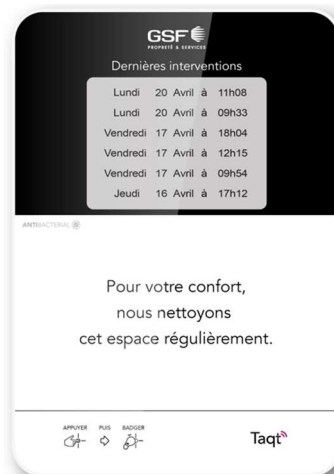 GSF
PROPRETÉ & SERVICES
Dernières interventions
Lundi 20 Avril à 11h08
Lundi 20 Avril à 09h33
Vendredi 17 Avril à 18h04
Vendredi 17 Avril à 12h15
Vendredi 17 Avril à 09h54
Jeudi 16 Avril à 17h12
ANTIBACTERIAL
Pour votre confort,
nous nettoyons
cet espace régulièrement.
APPUYER PUIS BADGER
Taqt